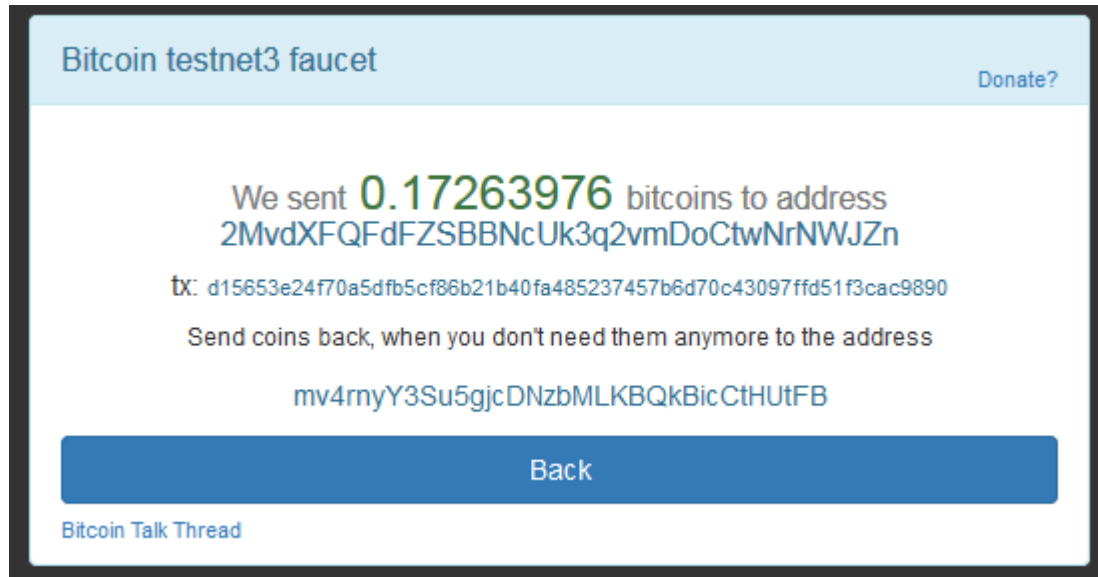 Bitcoin testnet3 faucet
Donate?
We sent 0.17263976 bitcoins to address
2MvdXFQFdFZSBBNcUk3q2vmDoCtwNrNWJZn
tx: d15653e24f70a5dfb5cf86b21b40fa485237457b6d70c43097ffd51f3cac9890
Send coins back, when you don't need them anymore to the address
mv4rnyY3Su5gjcDNzbMLKBQkBicCtHUtFB
Back
Bitcoin Talk Thread